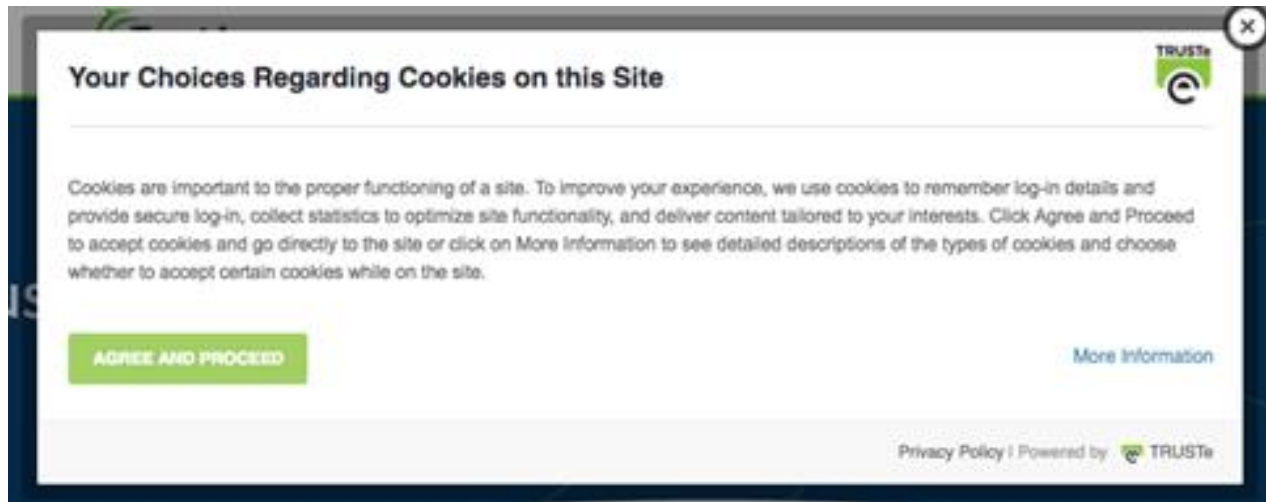 TRUSTe
Your Choices Regarding Cookies on this Site
Cookies are important to the proper functioning of a site. To improve your experience, we use cookies to remember log-in details and
provide secure log-in, collect statistics to optimize site functionality, and deliver content tailored to your interests. Click Agree and Proceed
to accept cookies and go directly to the site or click on More Information to see detailed descriptions of the types of cookies and choose
whether to accept certain cookies while on the site.
AGREE AND PROCEED
More Information
Privacy Policy | Powered by TRUSTe